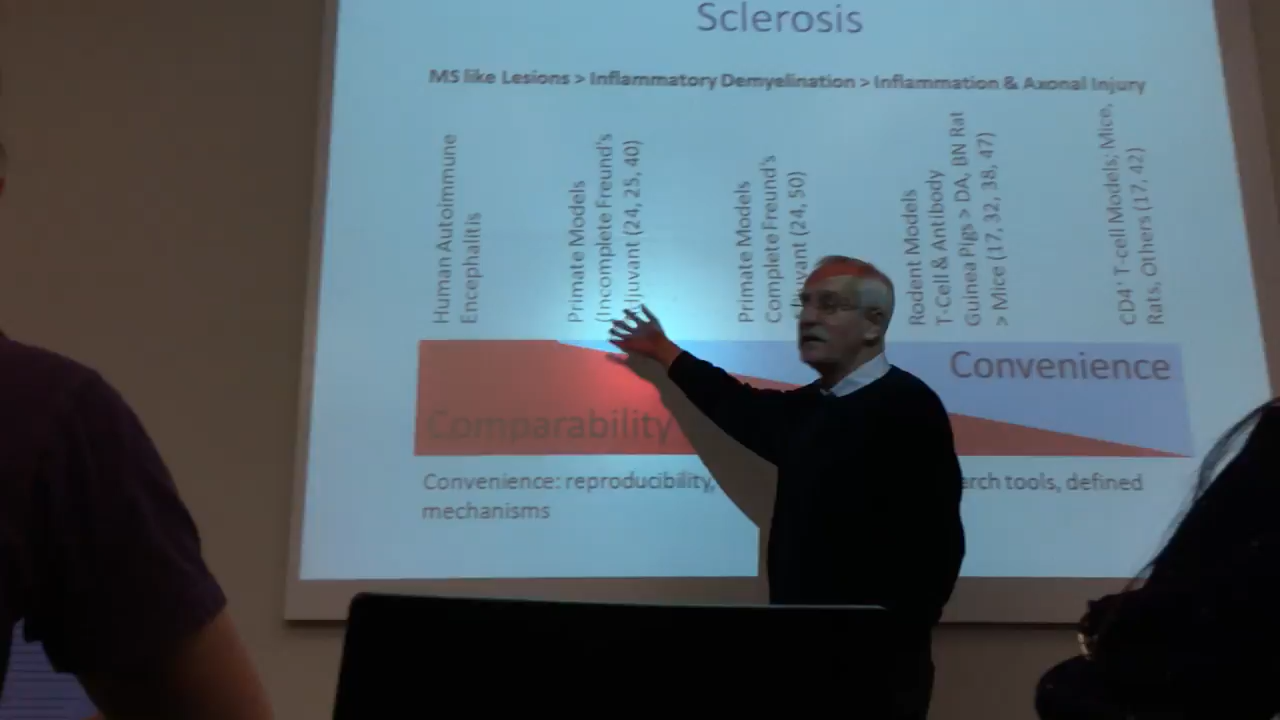 Sclerosis
MS like Lesions > Inflammatory Demyelination > Inflammation & Axonal Injury
Human Autoimmune
Encephalitis
Primate Models
(Incomplete Freund's
Adjuvant (24, 25, 40)
Primate Models
Complete Freund's
(24, 50)
Rodent Models
T-Cell & Antibody
Guinea Pigs > DA, BN Rat
> Mice (17, 32, 38, 47)
CD4⁺ T-cell Models; Mice,
Rats, Others (17, 42)
Convenience
Comparability
Convenience: reproducibility, tools, defined
mechanisms